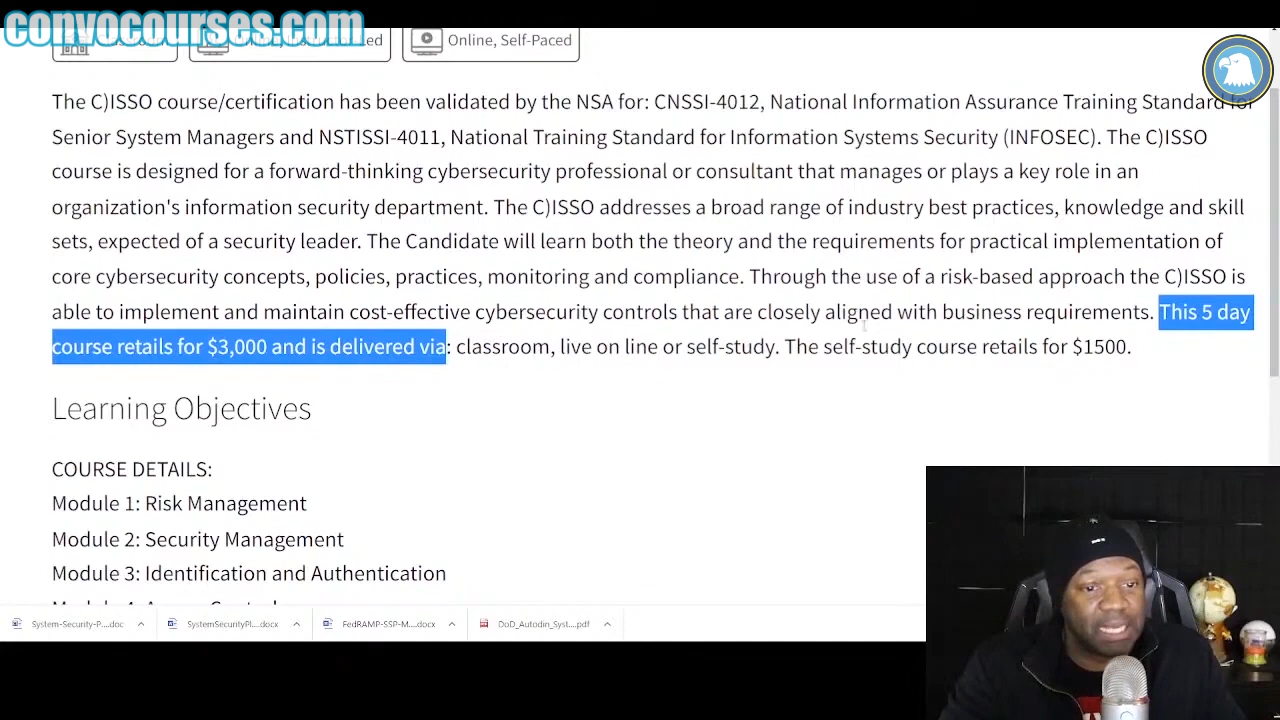 convocourses.com
Online, Self-Paced
The C)ISSO course/certification has been validated by the NSA for: CNSSI-4012, National Information Assurance Training Standard for
Senior System Managers and NSTISSI-4011, National Training Standard for Information Systems Security (INFOSEC). The C)ISSO
course is designed for a forward-thinking cybersecurity professional or consultant that manages or plays a key role in an
organization's information security department. The C)ISSO addresses a broad range of industry best practices, knowledge and skill
sets, expected of a security leader. The Candidate will learn both the theory and the requirements for practical implementation of
core cybersecurity concepts, policies, practices, monitoring and compliance. Through the use of a risk-based approach the C)ISSO is
able to implement and maintain cost-effective cybersecurity controls that are closely aligned with business requirements. This 5 day
course retails for $3,000 and is delivered via: classroom, live on line or self-study. The self-study course retails for $1500.
Learning Objectives
COURSE DETAILS:
Module 1: Risk Management
Module 2: Security Management
Module 3: Identification and Authentication
System-Security-P....doc
SystemSecurityPl....docx
FedRAMP-SSP-M....docx
DoD_Autodin_Syst....pdf